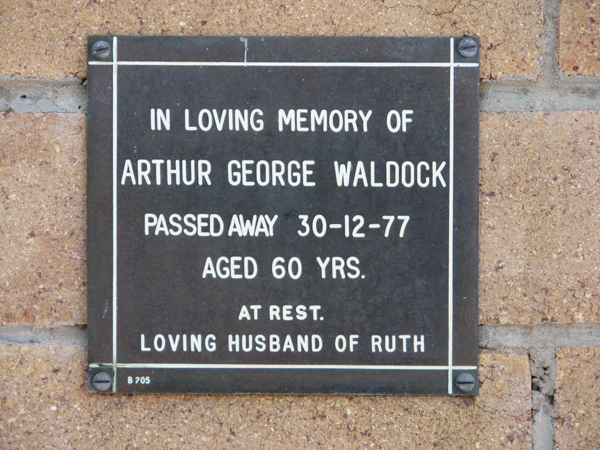 IN LOVING MEMORY OF
ARTHUR GEORGE WALDOCK
PASSED AWAY 30-12-77
AGED 60 YRS.
AT REST.
LOVING HUSBAND OF RUTH
B 205